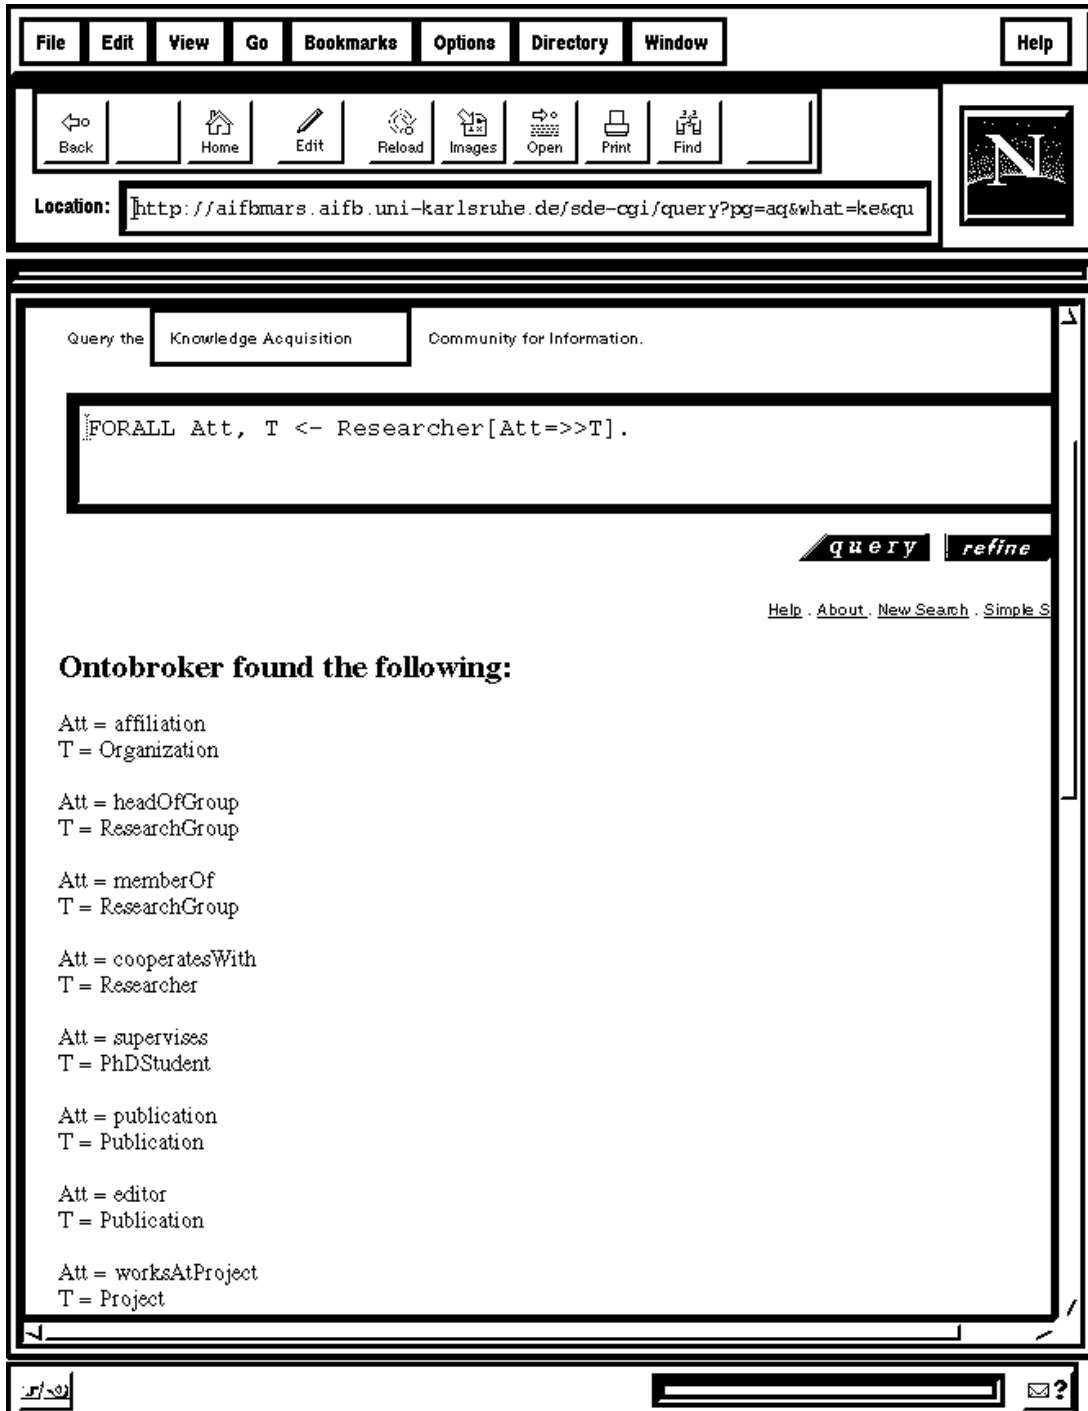 File Edit View Go Bookmarks Options Directory Window Help
Back Home Edit Reload Images Open Print Find
N
Location: http://aifbmars.aifb.uni-karlsruhe.de/sde-cgi/query?pg=aq&what=ke&qu
Query the Knowledge Acquisition Community for Information.
FORALL Att, T <- Researcher[Att=>>T].
query refine
Help . About . New Search . Simple S
Ontobroker found the following:
Att = affiliation
T = Organization
Att = headOfGroup
T = ResearchGroup
Att = memberOf
T = ResearchGroup
Att = cooperatesWith
T = Researcher
Att = supervises
T = PhDStudent
Att = publication
T = Publication
Att = editor
T = Publication
Att = worksAtProject
T = Project
?